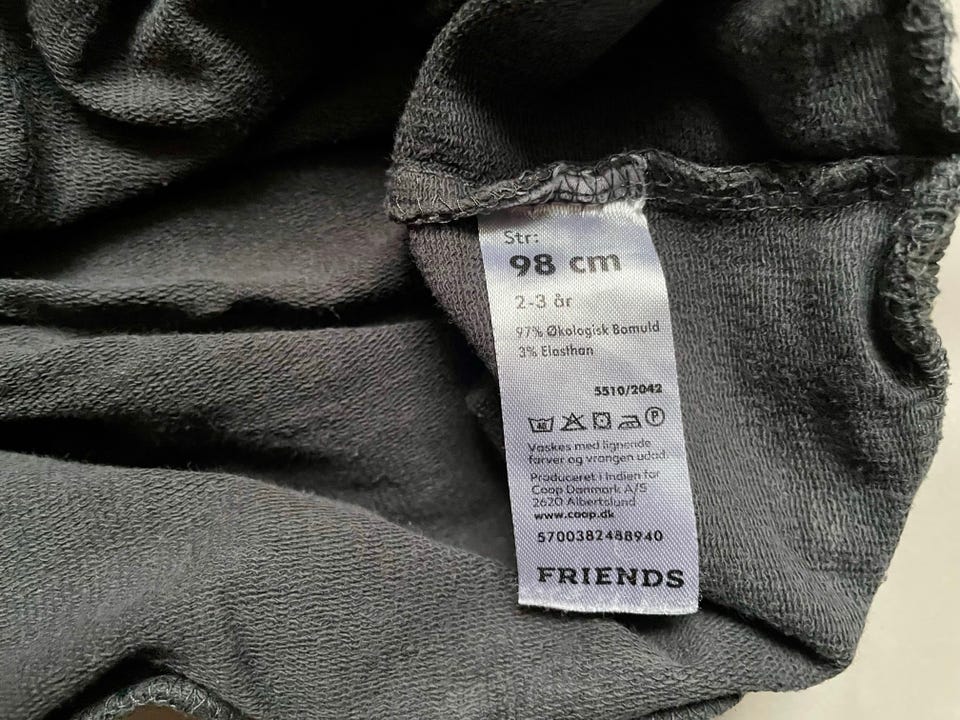 Str:
98 cm
2-3 år
97% Økologisk Bomuld
3% Elasthan
5510/2042
40 P
Vaskes med lignende
farver og vrangen udad.
Produceret i Indien for
Coop Danmark A/S
2620 Albertslund
www.coop.dk
5700382488940
FRIENDS